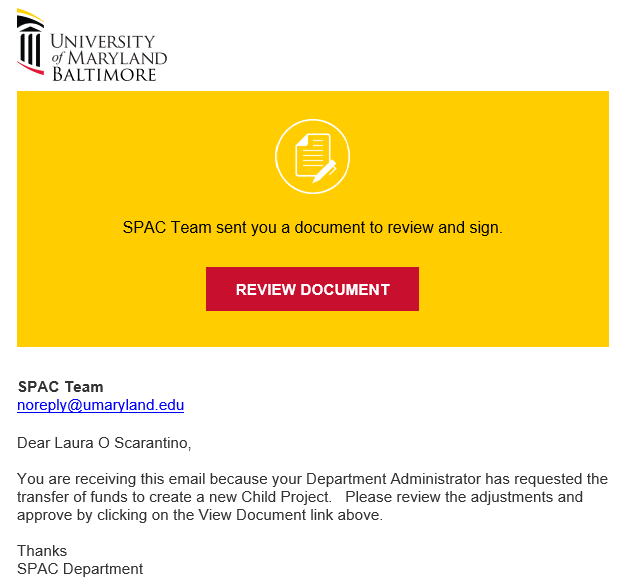 UNIVERSITY
of MARYLAND
BALTIMORE
SPAC Team sent you a document to review and sign.
REVIEW DOCUMENT
SPAC Team
noreply@umaryland.edu
Dear Laura O Scarantino,
You are receiving this email because your Department Administrator has requested the
transfer of funds to create a new Child Project.   Please review the adjustments and
approve by clicking on the View Document link above.
Thanks
SPAC Department